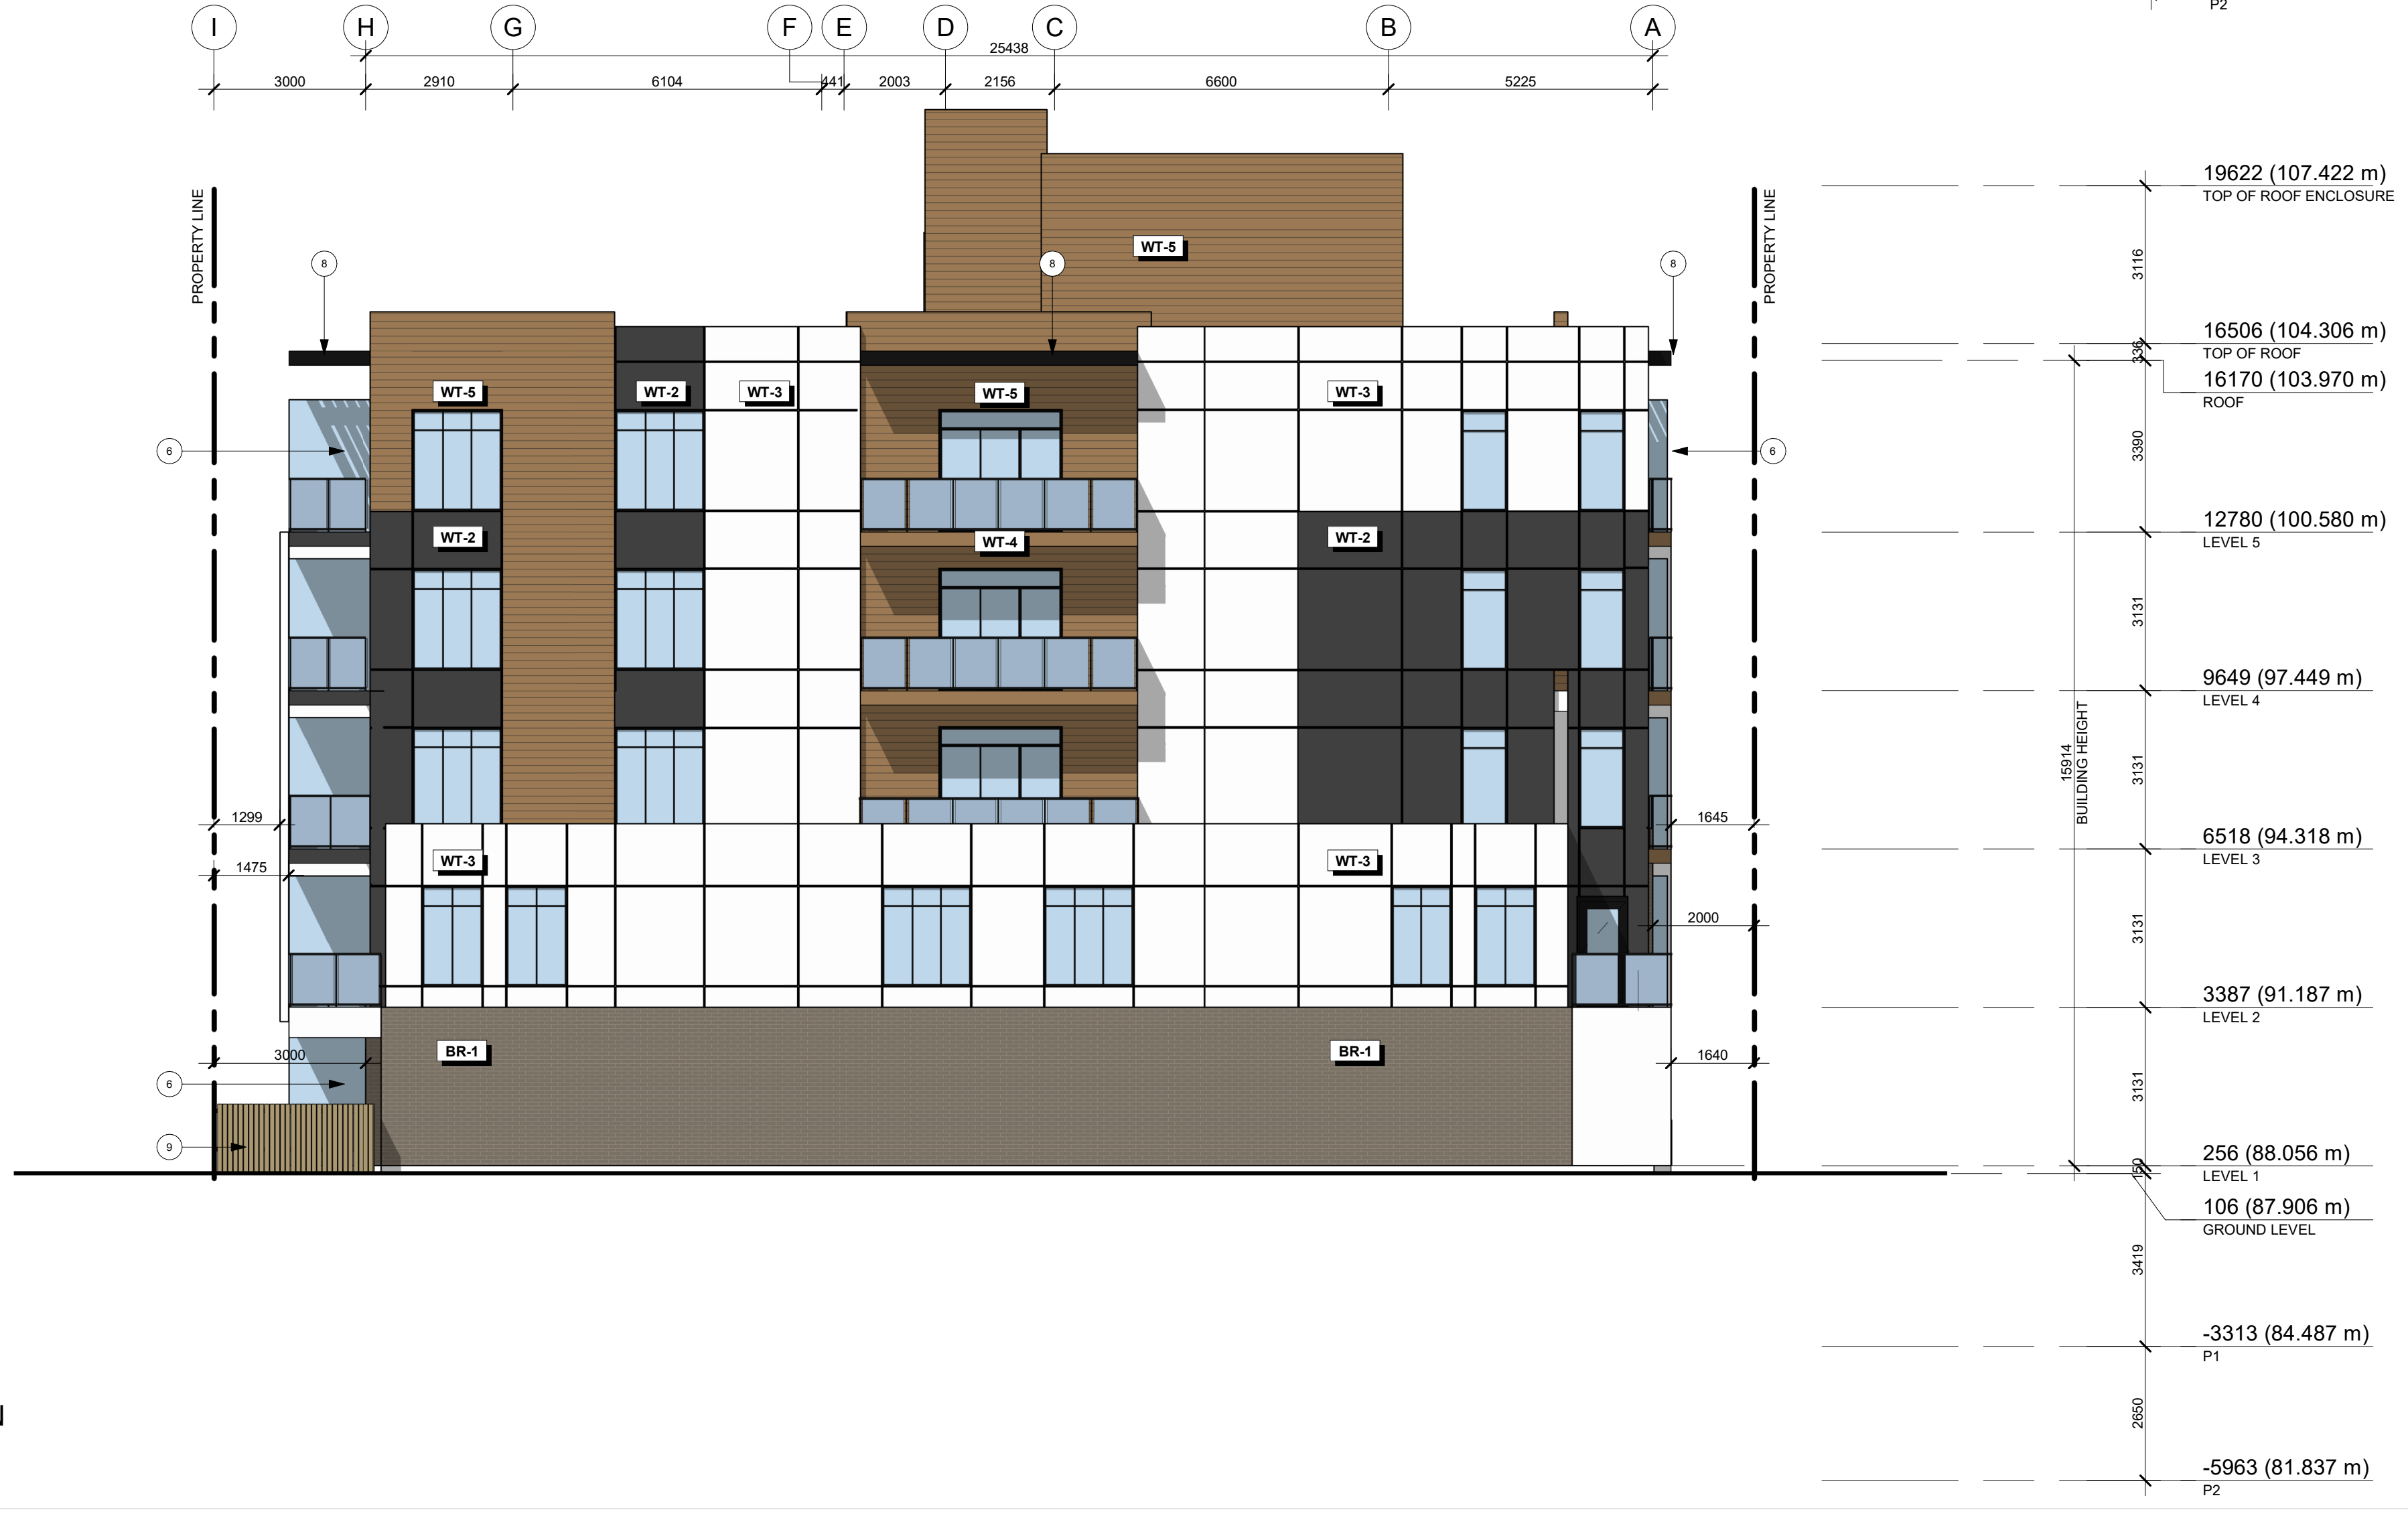 P2
I H G F E D C B A
25438
3000 2910 6104 441 2003 2156 6600 5225
PROPERTY LINE
PROPERTY LINE
19622 (107.422 m)
TOP OF ROOF ENCLOSURE
WT-5
3116
8 8 8
16506 (104.306 m)
TOP OF ROOF
336
16170 (103.970 m)
ROOF
WT-5 WT-2 WT-3 WT-5 WT-3
6 6
3390
12780 (100.580 m)
LEVEL 5
WT-2 WT-4 WT-2
3131
9649 (97.449 m)
LEVEL 4
15914
BUILDING HEIGHT
3131
1299 1645
6518 (94.318 m)
LEVEL 3
WT-3 WT-3
1475
2000
3131
3387 (91.187 m)
LEVEL 2
BR-1 BR-1
3000 1640
6
3131
9
256 (88.056 m)
LEVEL 1
150
106 (87.906 m)
GROUND LEVEL
3419
-3313 (84.487 m)
P1
2650
-5963 (81.837 m)
P2